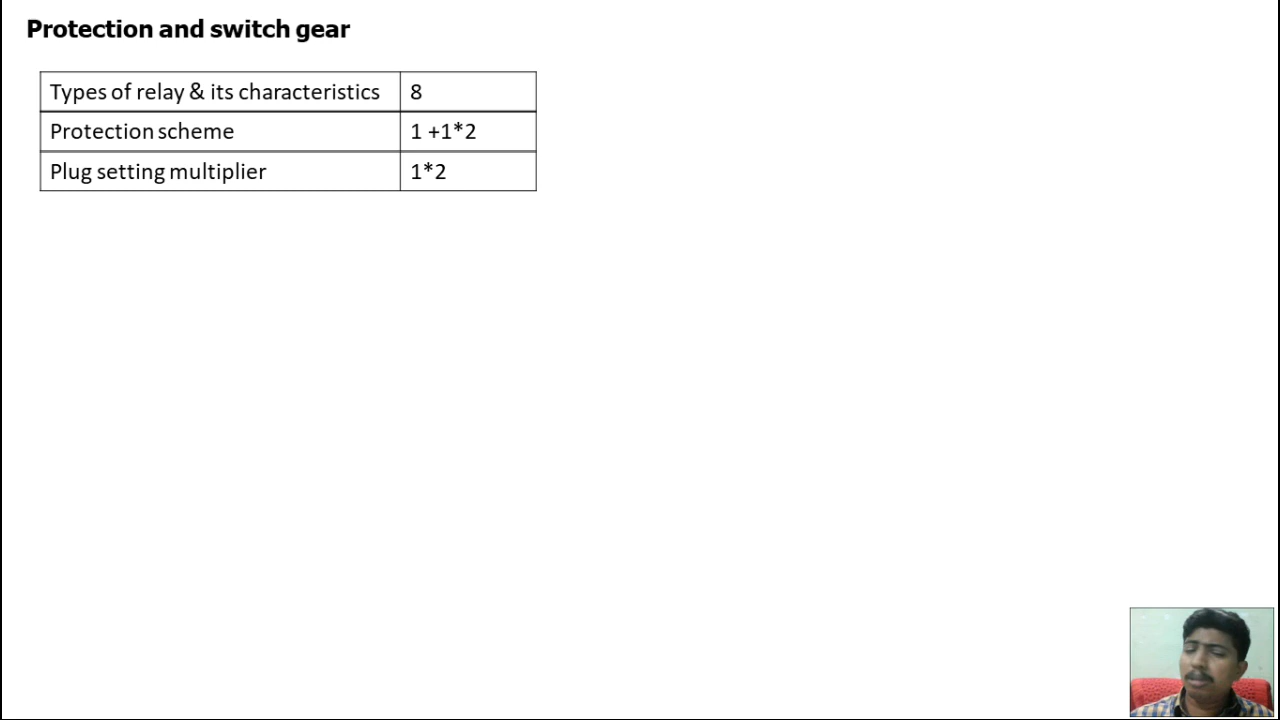 Protection and switch gear
Types of relay & its characteristics 8
Protection scheme 1 +1*2
Plug setting multiplier 1*2